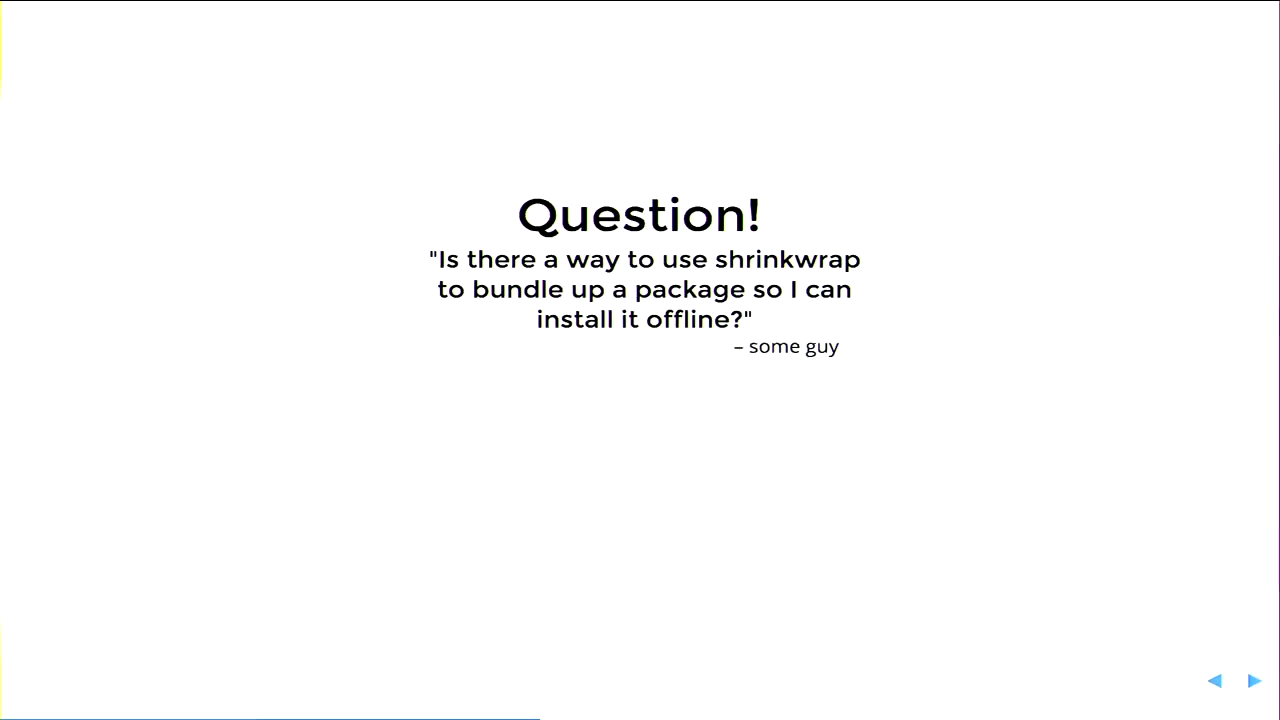 Question!
"Is there a way to use shrinkwrap
to bundle up a package so I can
install it offline?"
– some guy